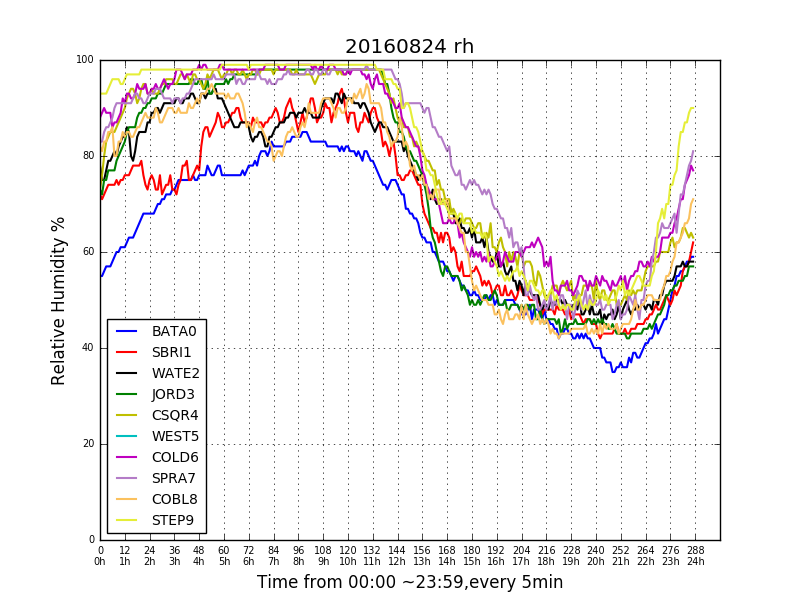 20160824 rh
100
80
60
40
20
0
Relative Humidity %
BATA0
SBRI1
WATE2
JORD3
CSQR4
WEST5
COLD6
SPRA7
COBL8
STEP9
0 12 24 36 48 60 72 84 96 108 120 132 144 156 168 180 192 204 216 228 240 252 264 276 288
0h 1h 2h 3h 4h 5h 6h 7h 8h 9h 10h 11h 12h 13h 14h 15h 16h 17h 18h 19h 20h 21h 22h 23h 24h
Time from 00:00 ~23:59,every 5min